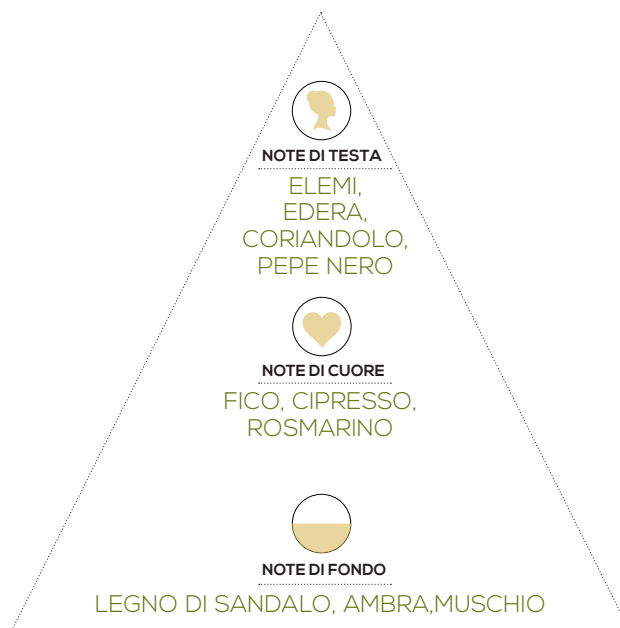 NOTE DI TESTA
ELEMI,
EDERA,
CORIANDOLO,
PEPE NERO
NOTE DI CUORE
FICO, CIPRESSO,
ROSMARINO
NOTE DI FONDO
LEGNO DI SANDALO, AMBRA,MUSCHIO